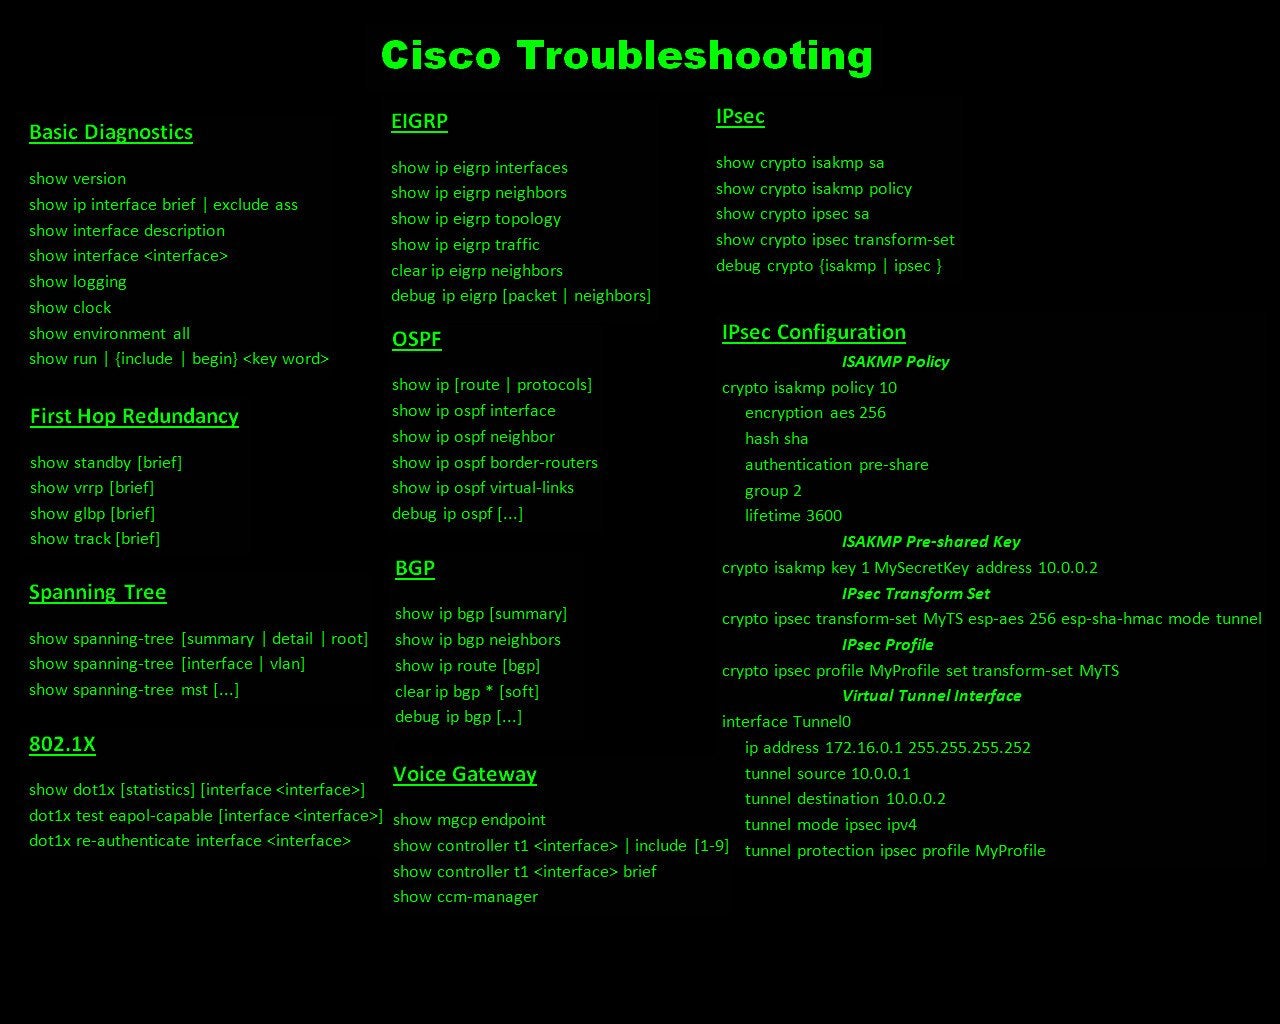 Cisco Troubleshooting
Basic Diagnostics
show version
show ip interface brief | exclude ass
show interface description
show interface <interface>
show logging
show clock
show environment all
show run | {include | begin} <key word>
First Hop Redundancy
show standby [brief]
show vrrp [brief]
show glbp [brief]
show track [brief]
Spanning Tree
show spanning-tree [summary | detail | root]
show spanning-tree [interface | vlan]
show spanning-tree mst [...]
802.1X
show dot1x [statistics] [interface <interface>]
dot1x test eapol-capable [interface <interface>]
dot1x re-authenticate interface <interface>
EIGRP
show ip eigrp interfaces
show ip eigrp neighbors
show ip eigrp topology
show ip eigrp traffic
clear ip eigrp neighbors
debug ip eigrp [packet | neighbors]
OSPF
show ip [route | protocols]
show ip ospf interface
show ip ospf neighbor
show ip ospf border-routers
show ip ospf virtual-links
debug ip ospf [...]
BGP
show ip bgp [summary]
show ip bgp neighbors
show ip route [bgp]
clear ip bgp * [soft]
debug ip bgp [...]
Voice Gateway
show mgcp endpoint
show controller t1 <interface> | include [1-9]
show controller t1 <interface> brief
show ccm-manager
IPsec
show crypto isakmp sa
show crypto isakmp policy
show crypto ipsec sa
show crypto ipsec transform-set
debug crypto {isakmp | ipsec }
IPsec Configuration
ISAKMP Policy
crypto isakmp policy 10
encryption aes 256
hash sha
authentication pre-share
group 2
lifetime 3600
ISAKMP Pre-shared Key
crypto isakmp key 1 MySecretKey address 10.0.0.2
IPsec Transform Set
crypto ipsec transform-set MyTS esp-aes 256 esp-sha-hmac mode tunnel
IPsec Profile
crypto ipsec profile MyProfile set transform-set MyTS
Virtual Tunnel Interface
interface Tunnel0
ip address 172.16.0.1 255.255.255.252
tunnel source 10.0.0.1
tunnel destination 10.0.0.2
tunnel mode ipsec ipv4
tunnel protection ipsec profile MyProfile